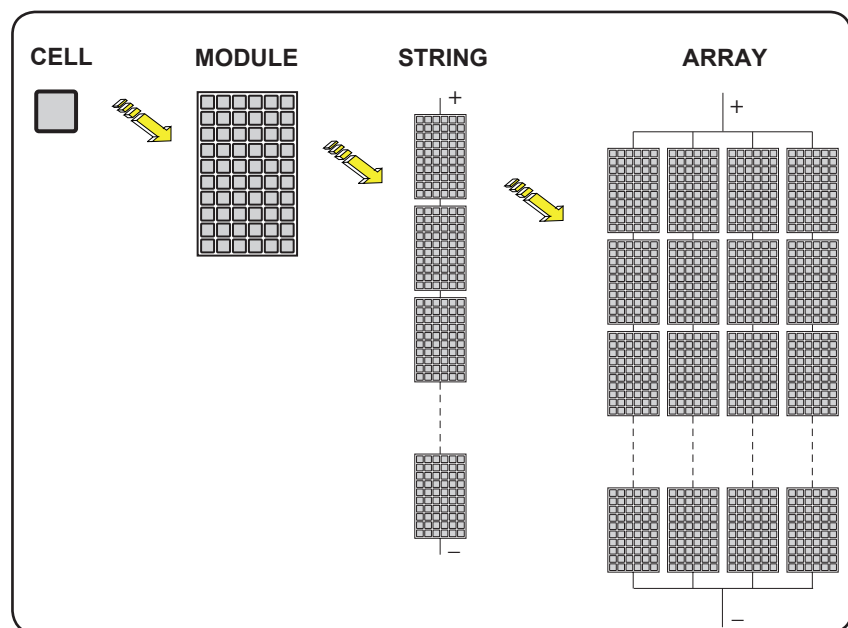 CELL MODULE STRING ARRAY
+
+
–
–